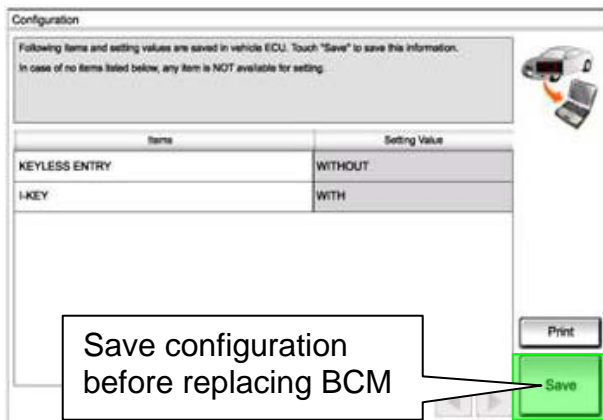 Configuration
Following items and setting values are saved in vehicle ECU. Touch "Save" to save this information.
In case of no items listed below, any item is NOT available for setting.
Items Setting Value
KEYLESS ENTRY WITHOUT
I-KEY WITH
Print
Save configuration
before replacing BCM
Save